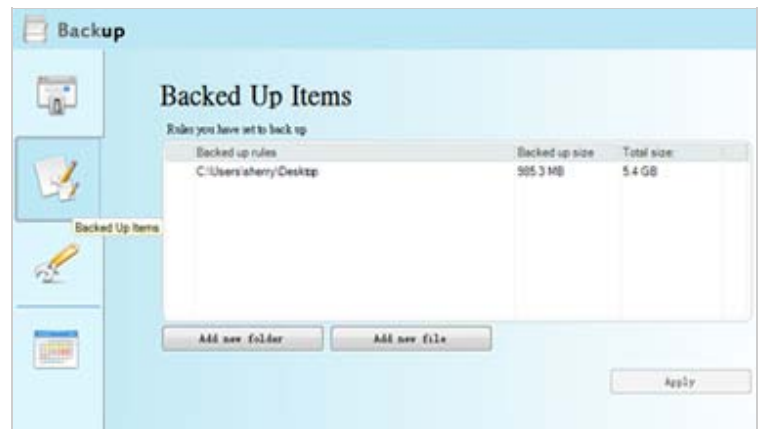 Backup
Backed Up Items
Rules you have set to back up
Backed up rules Backed up size Total size
C:\Users\sherry\Desktop 985.3 MB 5.4 GB
Backed Up Items
Add new folder Add new file
Apply